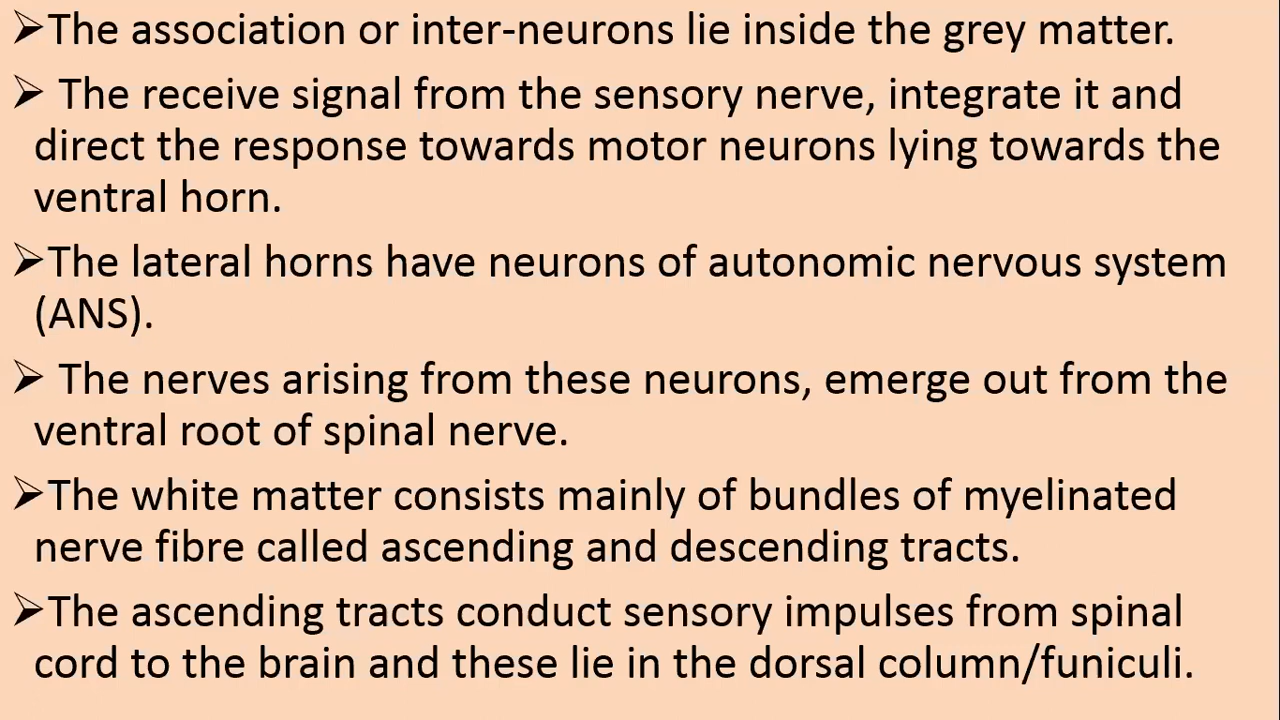 ➢The association or inter-neurons lie inside the grey matter.
➢ The receive signal from the sensory nerve, integrate it and
direct the response towards motor neurons lying towards the
ventral horn.
➢The lateral horns have neurons of autonomic nervous system
(ANS).
➢ The nerves arising from these neurons, emerge out from the
ventral root of spinal nerve.
➢The white matter consists mainly of bundles of myelinated
nerve fibre called ascending and descending tracts.
➢The ascending tracts conduct sensory impulses from spinal
cord to the brain and these lie in the dorsal column/funiculi.